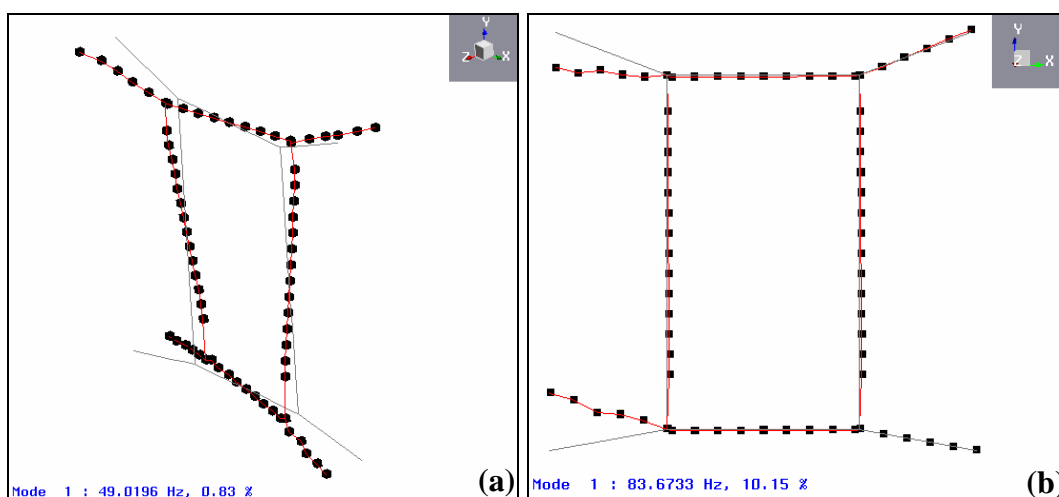 Y
Z X
Mode 1 : 49.0196 Hz, 0.83 %
(a)
Y
Z X
Mode 1 : 83.6733 Hz, 10.15 %
(b)